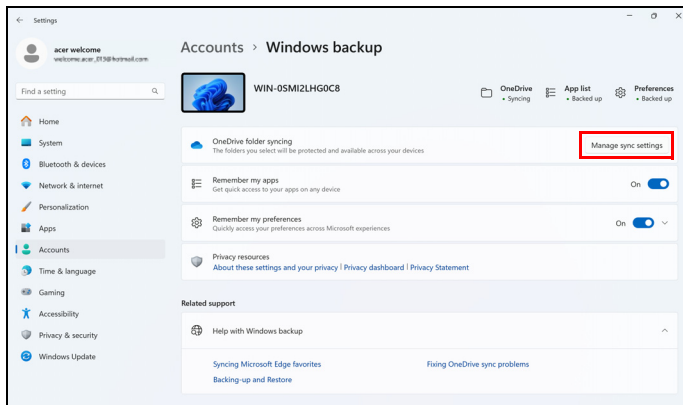 Settings
acer welcome
Find a setting
Home
System
Bluetooth & devices
Network & internet
Personalization
Apps
Accounts
Time & language
Gaming
Accessibility
Privacy & security
Windows Update
Accounts > Windows backup
WIN-0SMI2LHG0C8
OneDrive
• Syncing
App list
• Backed up
Preferences
• Backed up
OneDrive folder syncing
The folders you select will be protected and available across your devices
Manage sync settings
Remember my apps
Get quick access to your apps on any device
On
Remember my preferences
Quickly access your preferences across Microsoft experiences
On
Privacy resources
About these settings and your privacy | Privacy dashboard | Privacy Statement
Related support
Help with Windows backup
Syncing Microsoft Edge favorites
Fixing OneDrive sync problems
Backing-up and Restore